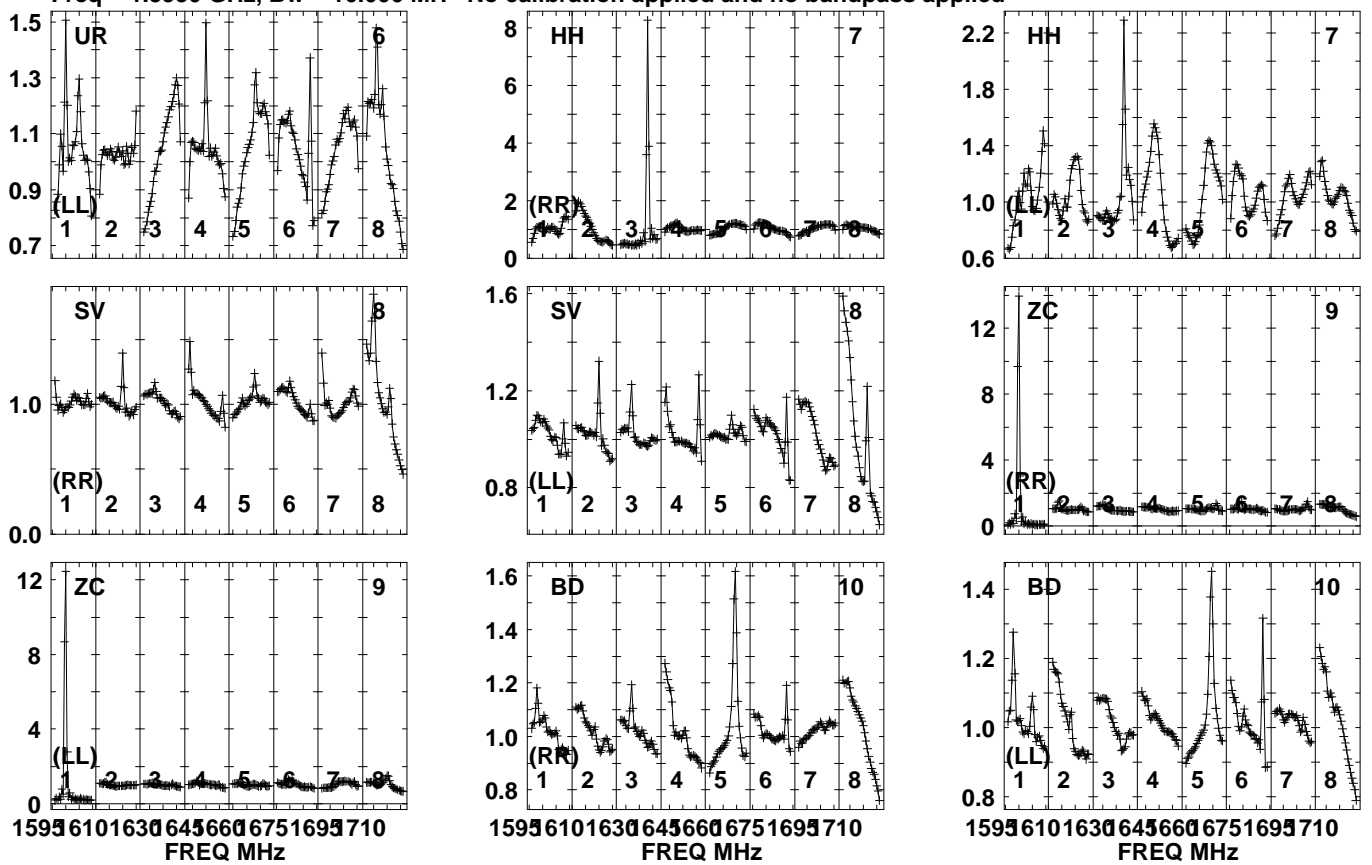 No calibration applied and no bandpass applied
1.5 UR 6
1.3
1.1
0.9
(LL)
0.7 1 2 3 4 5 6 7 8
8 HH 7
6
4
2 (RR)
1 2 3 4 5 6 7 8
0
HH 7
2.2
1.8
1.4
1.0 (LL)
1 2 3 4 5 6 7 8
0.6
SV 8
1.0
(RR)
1 2 3 4 5 6 7 8
0.0
1.6 SV 8
1.4
1.2
1.0
0.8 (LL)
1 2 3 4 5 6 7 8
ZC 9
12
8
4
(RR)
0 1 2 3 4 5 6 7 8
12 ZC 9
8
4
(LL)
1 2 3 4 5 6 7 8
0
1.6 BD 10
1.4
1.2
1.0
(RR)
0.8 1 2 3 4 5 6 7 8
1.4 BD 10
1.2
1.0
(LL)
0.8 1 2 3 4 5 6 7 8
1595 1610 1630 1645 1660 1675 1695 1710
FREQ MHz
1595 1610 1630 1645 1660 1675 1695 1710
FREQ MHz
1595 1610 1630 1645 1660 1675 1695 1710
FREQ MHz